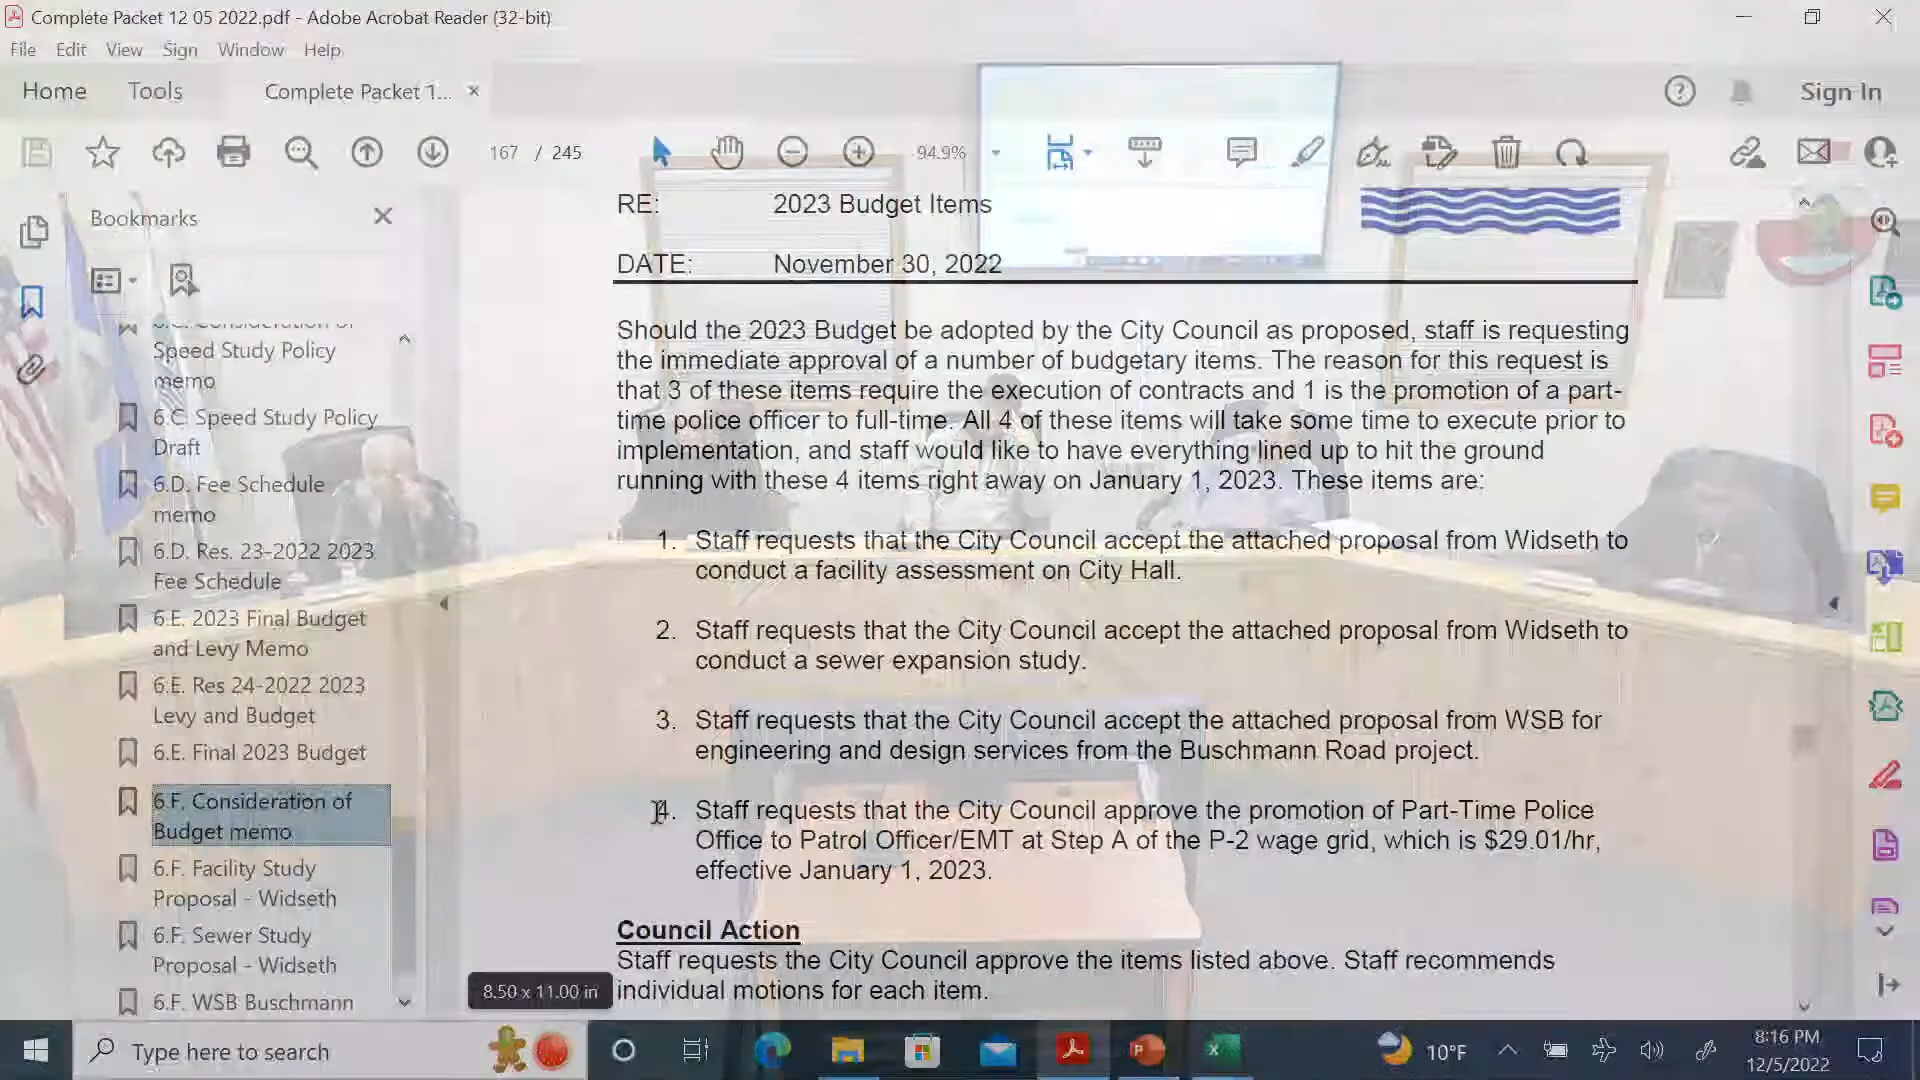 Complete Packet 12 05 2022.pdf - Adobe Acrobat Reader (32-bit)
File Edit View Sign Window Help
Home Tools Complete Packet 1... Sign In
167 / 245 94.9%
Bookmarks
Speed Study Policy
memo
6.C. Speed Study Policy
Draft
6.D. Fee Schedule
memo
6.D. Res. 23-2022 2023
Fee Schedule
6.E. 2023 Final Budget
and Levy Memo
6.E. Res 24-2022 2023
Levy and Budget
6.E. Final 2023 Budget
6.F. Consideration of
Budget memo
6.F. Facility Study
Proposal - Widseth
6.F. Sewer Study
Proposal - Widseth
6.F. WSB Buschmann
8.50 x 11.00 in
RE: 2023 Budget Items
DATE: November 30, 2022
Should the 2023 Budget be adopted by the City Council as proposed, staff is requesting
the immediate approval of a number of budgetary items. The reason for this request is
that 3 of these items require the execution of contracts and 1 is the promotion of a part-
time police officer to full-time. All 4 of these items will take some time to execute prior to
implementation, and staff would like to have everything lined up to hit the ground
running with these 4 items right away on January 1, 2023. These items are:
1. Staff requests that the City Council accept the attached proposal from Widseth to
conduct a facility assessment on City Hall.
2. Staff requests that the City Council accept the attached proposal from Widseth to
conduct a sewer expansion study.
3. Staff requests that the City Council accept the attached proposal from WSB for
engineering and design services from the Buschmann Road project.
4. Staff requests that the City Council approve the promotion of Part-Time Police
Office to Patrol Officer/EMT at Step A of the P-2 wage grid, which is $29.01/hr,
effective January 1, 2023.
Council Action
Staff requests the City Council approve the items listed above. Staff recommends
individual motions for each item.
Type here to search
10°F
8:16 PM
12/5/2022